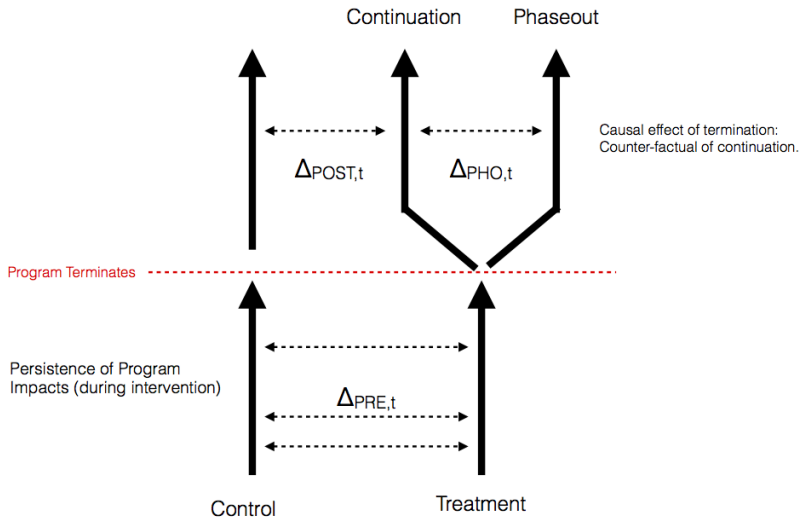 Continuation
Phaseout
Causal effect of termination:
Counter-factual of continuation.
ΔPOST,t
ΔPHO,t
Program Terminates
Persistence of Program
Impacts (during intervention)
ΔPRE,t
Control
Treatment